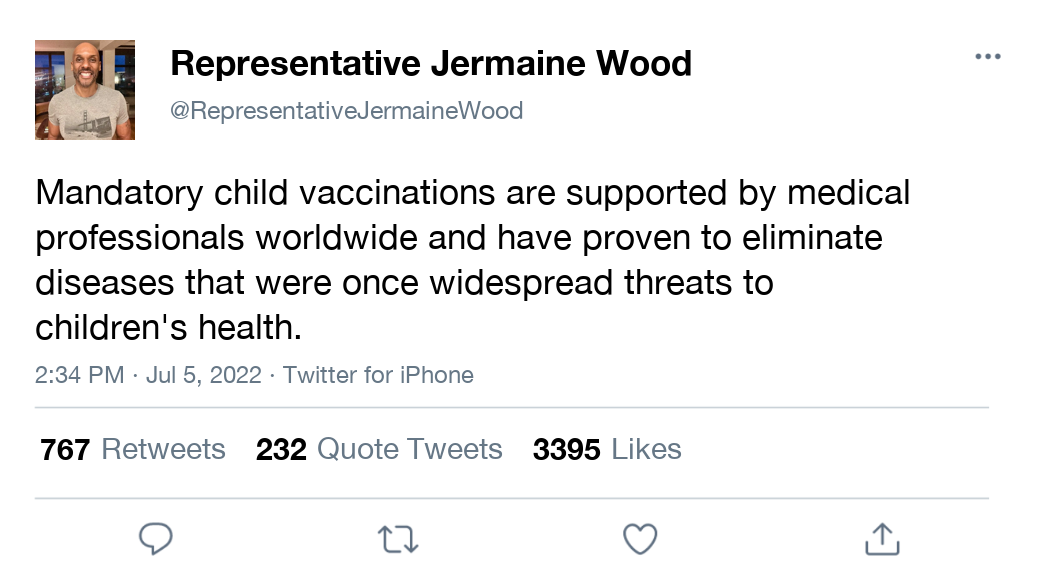 Representative Jermaine Wood
@RepresentativeJermaineWood
Mandatory child vaccinations are supported by medical
professionals worldwide and have proven to eliminate
diseases that were once widespread threats to
children's health.
2:34 PM · Jul 5, 2022 · Twitter for iPhone
767 Retweets 232 Quote Tweets 3395 Likes